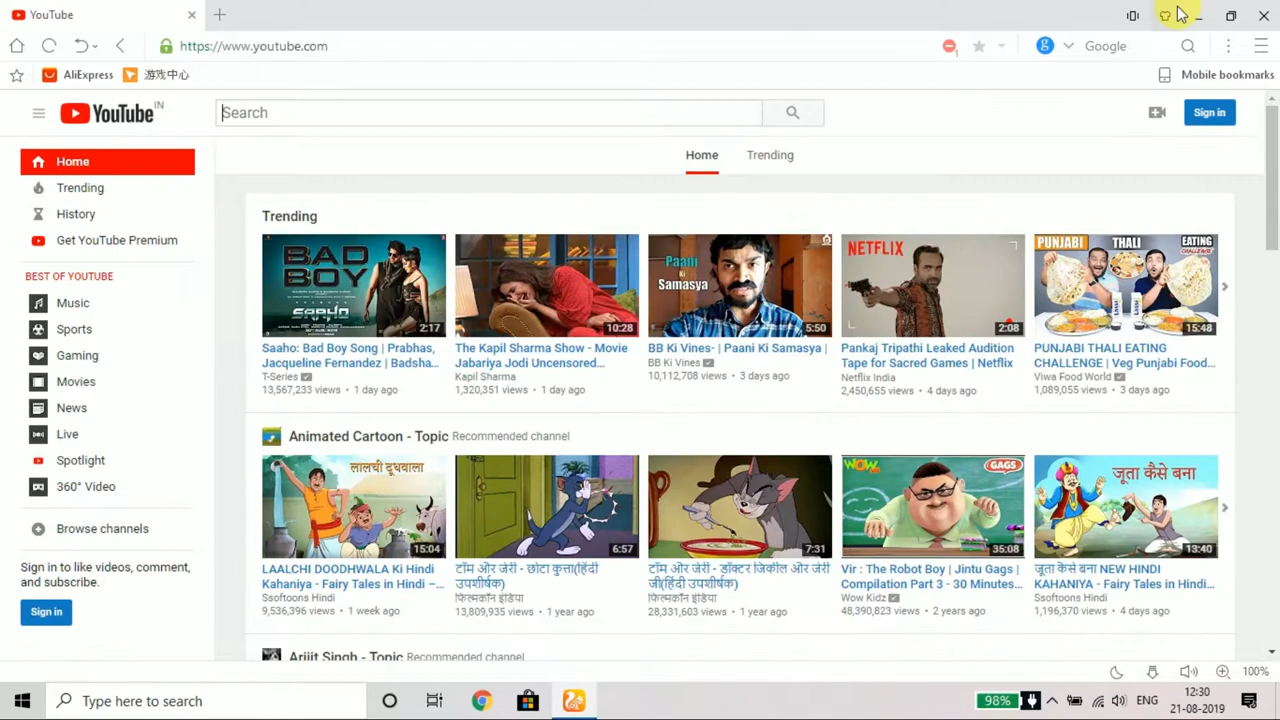 YouTube
https://www.youtube.com
1
g
Google
AliExpress
游戏中心
Mobile bookmarks
YouTube IN
Search
Sign in
Home
Trending
History
Get YouTube Premium
BEST OF YOUTUBE
Music
Sports
Gaming
Movies
News
Live
Spotlight
360° Video
Browse channels
Sign in to like videos, comment,
and subscribe.
Sign in
Home Trending
Trending
BAD
BOY
SAAHO
2:17
10:28
Paani
Ki
Samasya
5:50
NETFLIX
2:08
PUNJABI THALI EATING
CHALLENGE
15:48
Saaho: Bad Boy Song | Prabhas,
Jacqueline Fernandez | Badsha...
T-Series
13,567,233 views • 1 day ago
The Kapil Sharma Show - Movie
Jabariya Jodi Uncensored...
Kapil Sharma
1,320,351 views • 1 day ago
BB Ki Vines- | Paani Ki Samasya |
BB Ki Vines
10,112,708 views • 3 days ago
Pankaj Tripathi Leaked Audition
Tape for Sacred Games | Netflix
Netflix India
2,450,655 views • 4 days ago
PUNJABI THALI EATING
CHALLENGE | Veg Punjabi Food...
Viwa Food World
1,089,055 views • 3 days ago
Animated Cartoon - Topic Recommended channel
लालची दूधवाला
15:04
6:57
7:31
WOW
GAGS
35:08
जूता कैसे बना
13:40
LAALCHI DOODHWALA Ki Hindi
Kahaniya - Fairy Tales in Hindi –...
Ssoftoons Hindi
9,536,396 views • 1 week ago
टॉम ओर जेरी - छोटा कुत्ता(हिंदी
उपशीर्षक)
फिल्मकॉन इंडिया
13,809,935 views • 1 year ago
टॉम ओर जेरी - डॉक्टर जिकील ओर जेरी
जी(हिंदी उपशीर्षक)
फिल्मकॉन इंडिया
28,331,603 views • 1 year ago
Vir : The Robot Boy | Jintu Gags |
Compilation Part 3 - 30 Minutes...
Wow Kidz
48,390,823 views • 2 years ago
जूता कैसे बना NEW HINDI
KAHANIYA - Fairy Tales in Hindi...
Ssoftoons Hindi
1,196,370 views • 4 days ago
Arijit Singh - Topic Recommended channel
100%
Type here to search
98%
ENG
12:30
21-08-2019